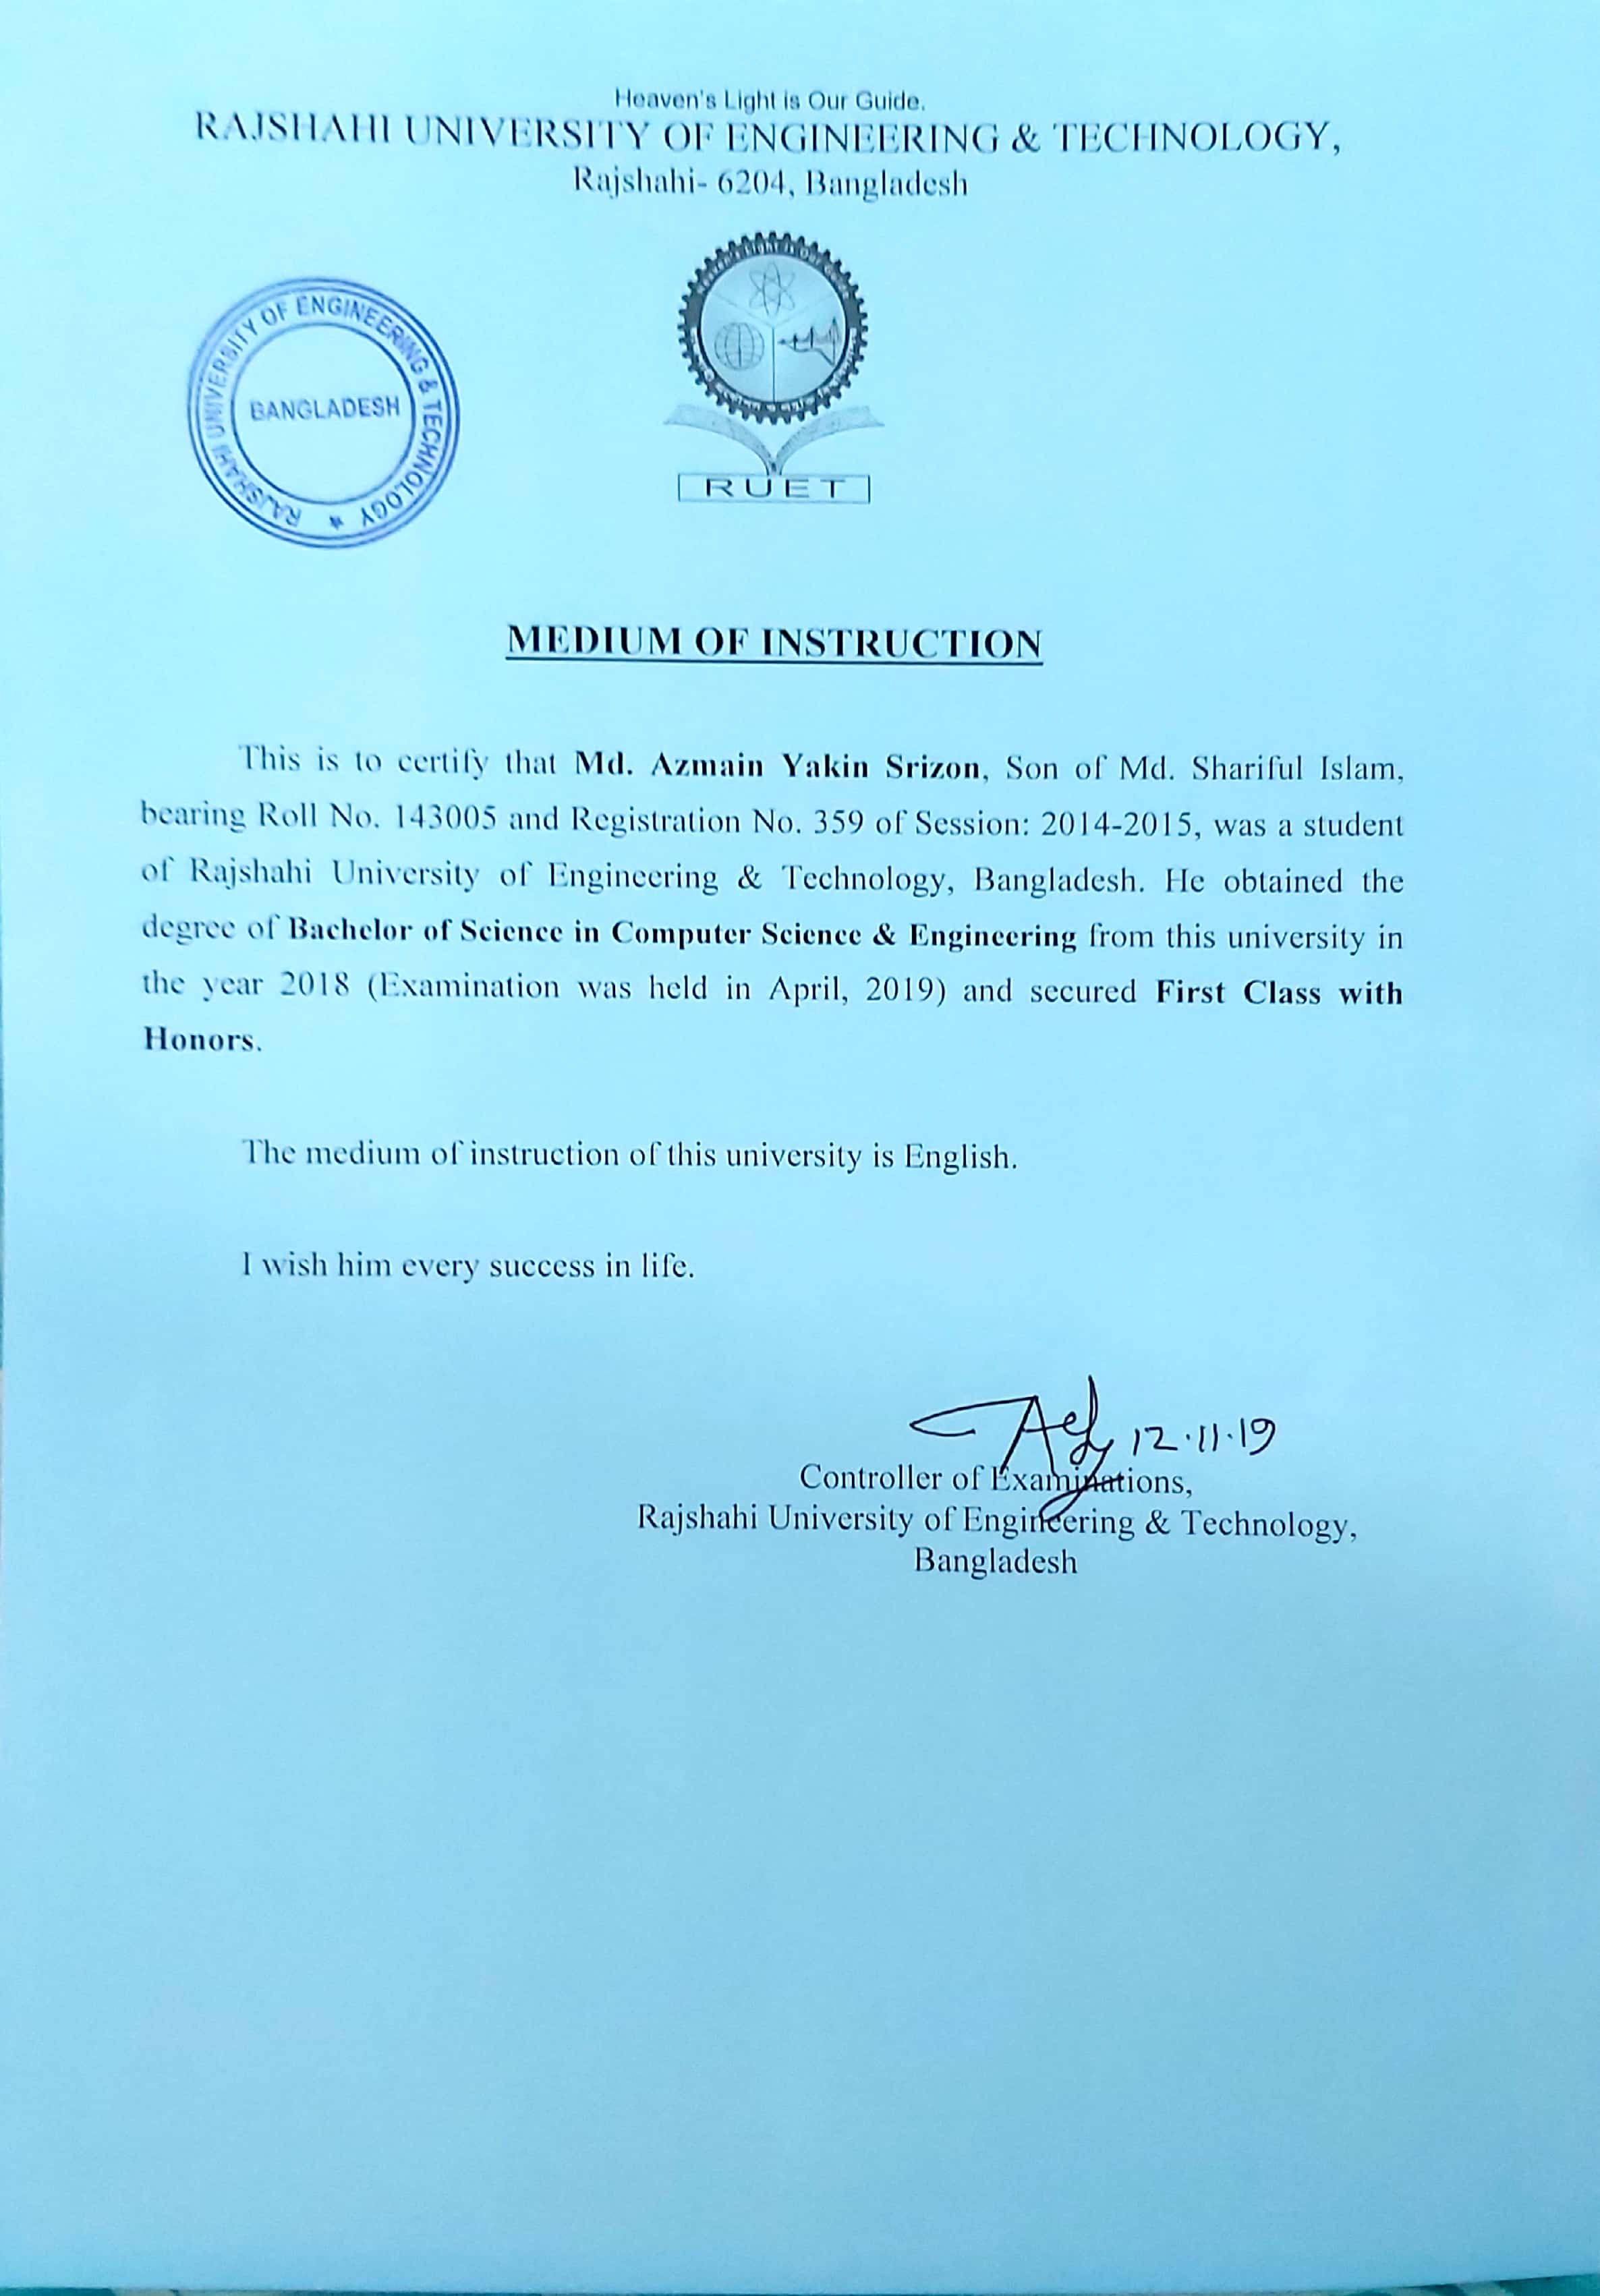 Heaven's Light is Our Guide.
RAJSHAHI UNIVERSITY OF ENGINEERING & TECHNOLOGY,
Rajshahi- 6204, Bangladesh
RAJSHAHI UNIVERSITY OF ENGINEERING & TECHNOLOGY
BANGLADESH
Heaven's Light is Our Guide
RUET
MEDIUM OF INSTRUCTION
This is to certify that Md. Azmain Yakin Srizon, Son of Md. Shariful Islam,
bearing Roll No. 143005 and Registration No. 359 of Session: 2014-2015, was a student
of Rajshahi University of Engineering & Technology, Bangladesh. He obtained the
degree of Bachelor of Science in Computer Science & Engineering from this university in
the year 2018 (Examination was held in April, 2019) and secured First Class with
Honors.
The medium of instruction of this university is English.
I wish him every success in life.
12.11.19
Controller of Examinations,
Rajshahi University of Engineering & Technology,
Bangladesh